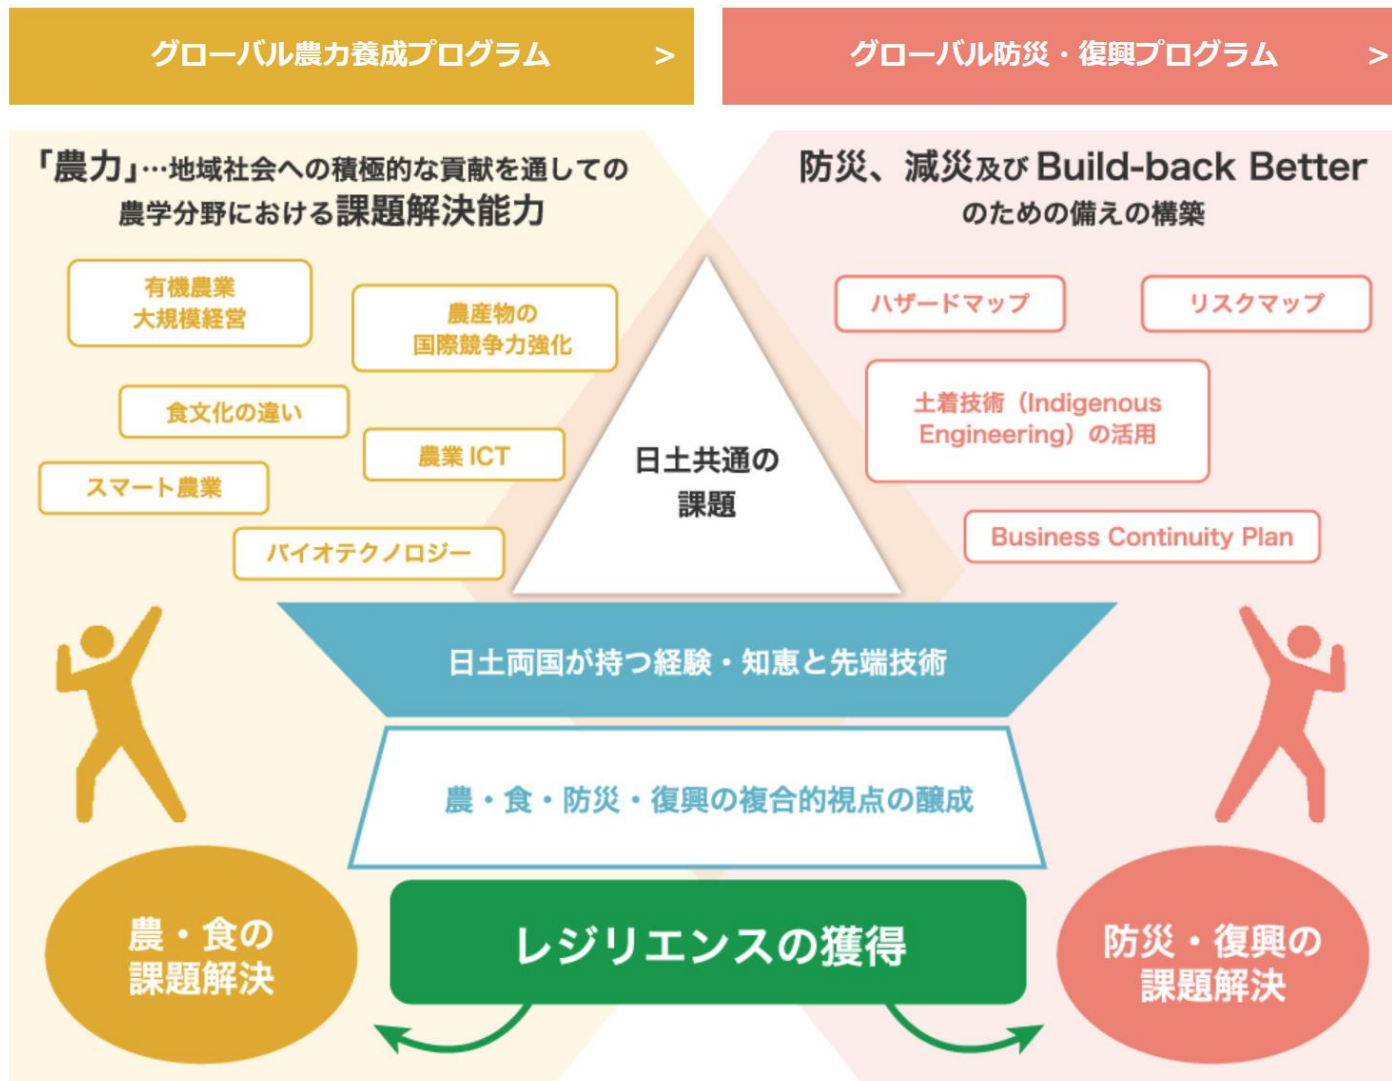 グローバル農力養成プログラム >
グローバル防災・復興プログラム >
「農力」…地域社会への積極的な貢献を通しての
農学分野における課題解決能力
有機農業
大規模経営
農産物の
国際競争力強化
食文化の違い
農業 ICT
スマート農業
バイオテクノロジー
防災、減災及び Build-back Better
のための備えの構築
ハザードマップ
リスクマップ
土着技術（Indigenous
Engineering）の活用
Business Continuity Plan
日土共通の
課題
日土両国が持つ経験・知恵と先端技術
農・食・防災・復興の複合的視点の醸成
農・食の
課題解決
レジリエンスの獲得
防災・復興の
課題解決